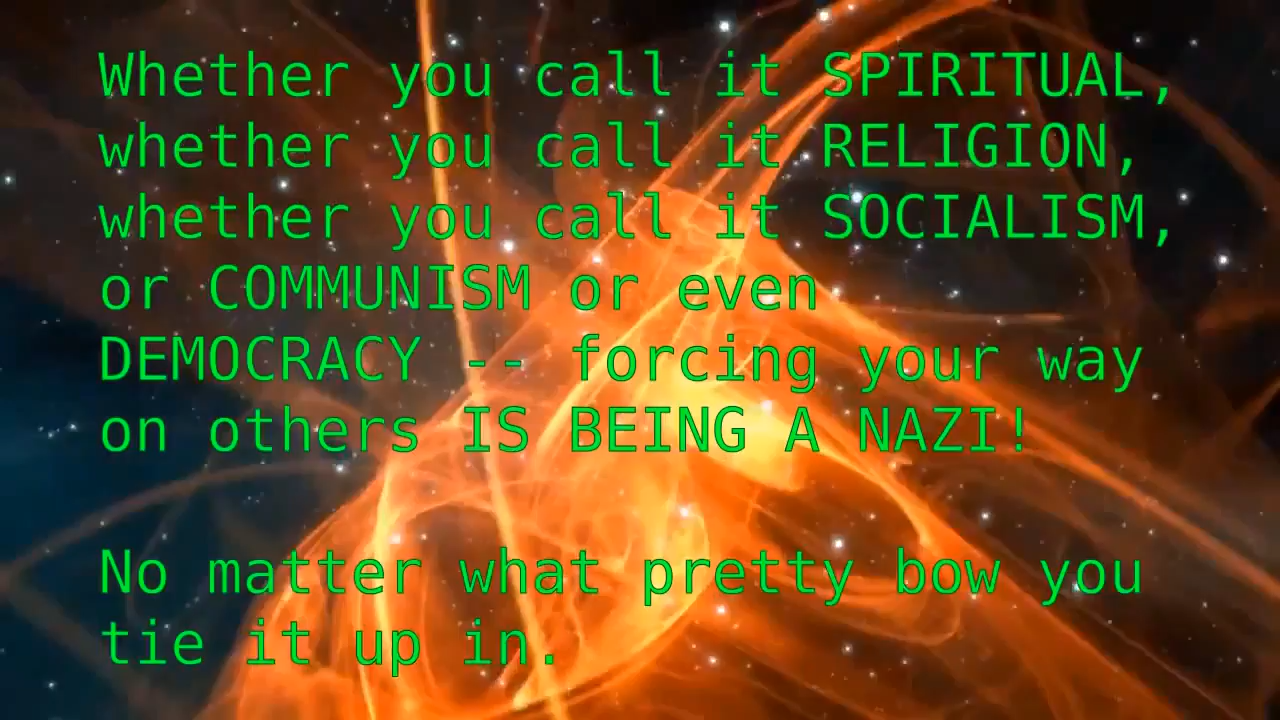 Whether you call it SPIRITUAL,
whether you call it RELIGION,
whether you call it SOCIALISM,
or COMMUNISM or even
DEMOCRACY -- forcing your way
on others IS BEING A NAZI!
No matter what pretty bow you
tie it up in.